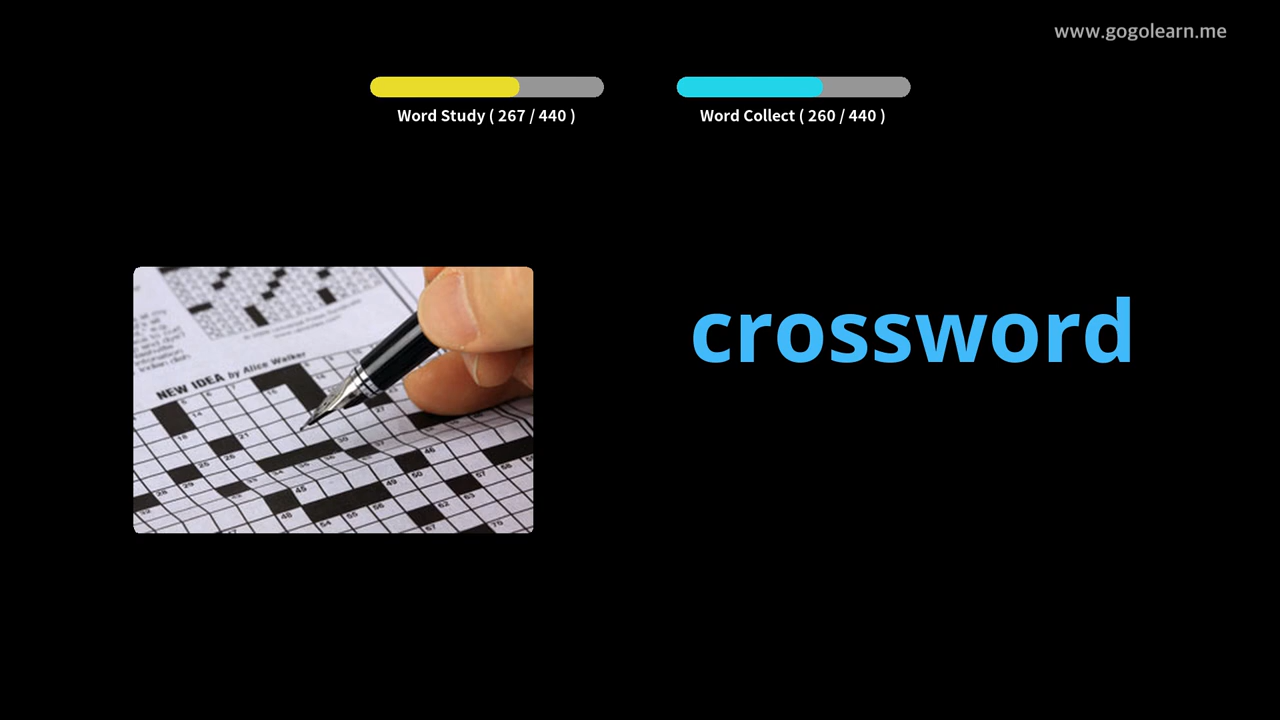 www.gogolearn.me
Word Study ( 267 / 440 )
Word Collect ( 260 / 440 )
crossword
NEW IDEA by Alice Walker